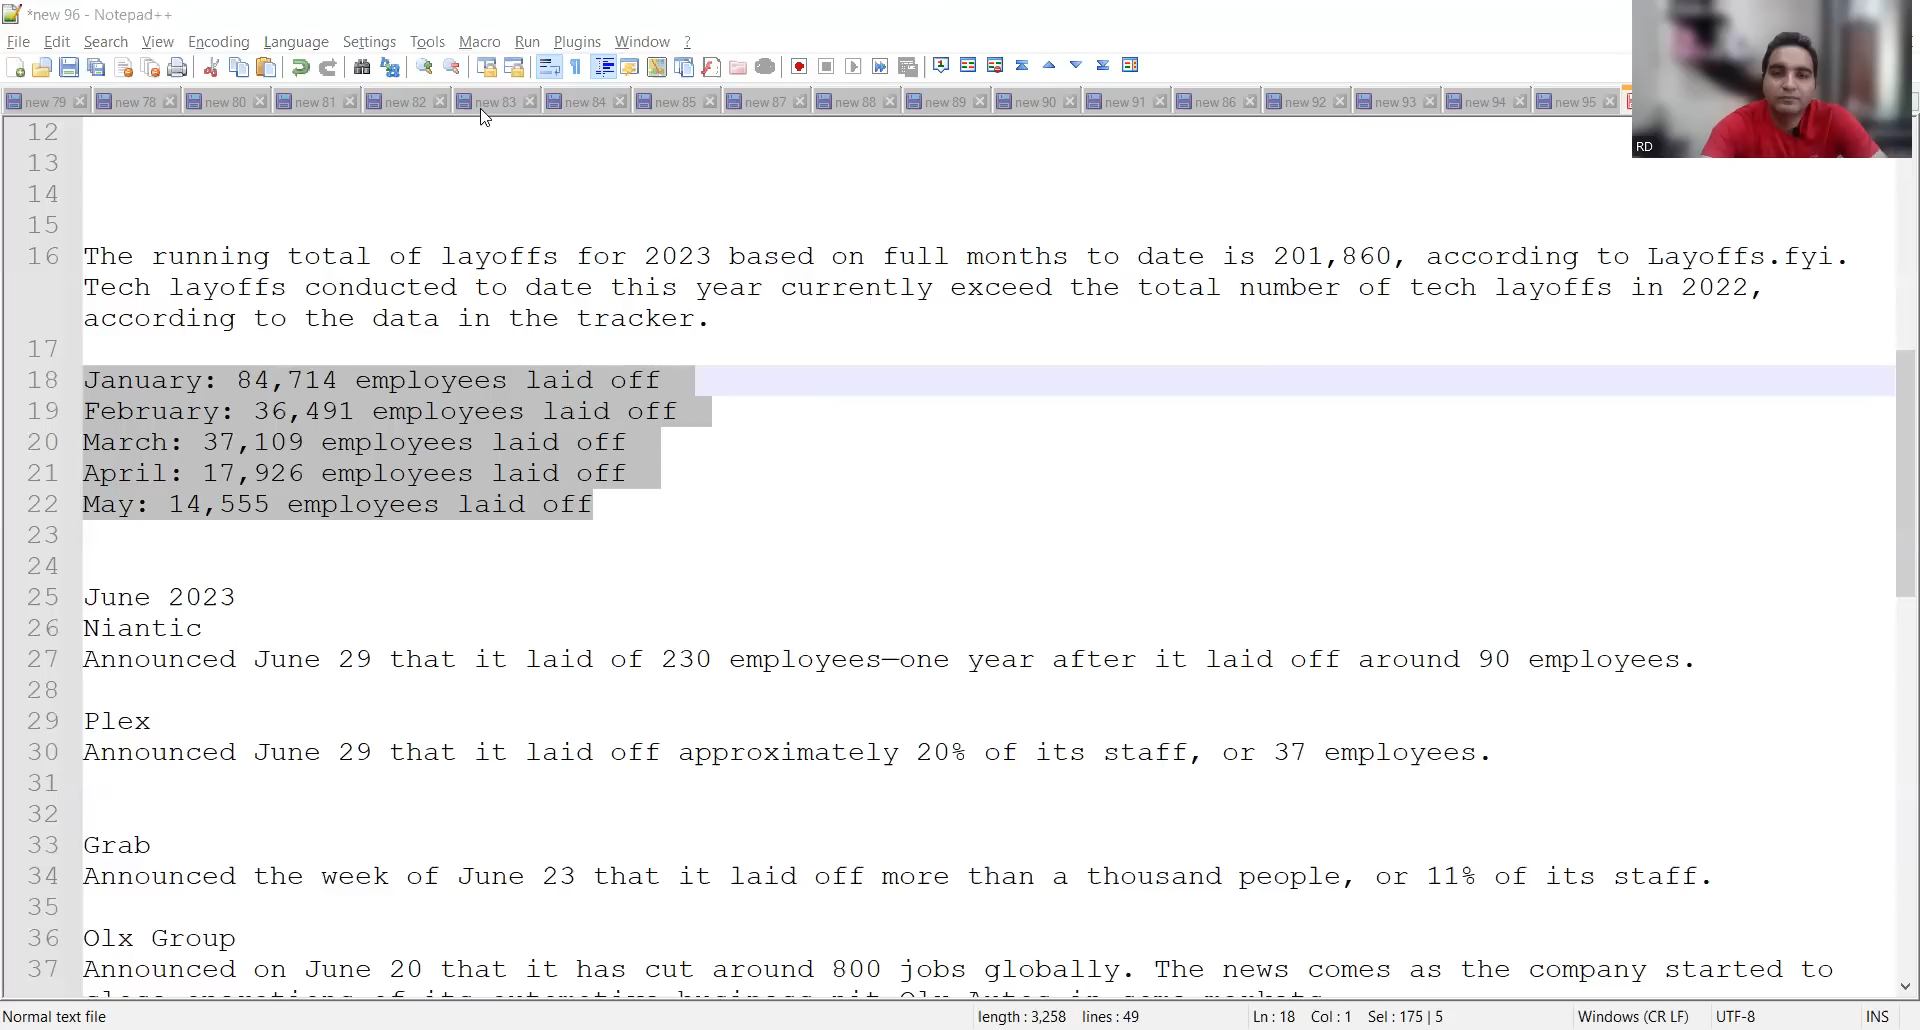 *new 96 - Notepad++
File Edit Search View Encoding Language Settings Tools Macro Run Plugins Window ?
new 79 new 78 new 80 new 81 new 82 new 83 new 84 new 85 new 87 new 88 new 89 new 90 new 91 new 86 new 92 new 93 new 94 new 95
RD
12
13
14
15
16 The running total of layoffs for 2023 based on full months to date is 201,860, according to Layoffs.fyi.
Tech layoffs conducted to date this year currently exceed the total number of tech layoffs in 2022,
according to the data in the tracker.
17
18 January: 84,714 employees laid off
19 February: 36,491 employees laid off
20 March: 37,109 employees laid off
21 April: 17,926 employees laid off
22 May: 14,555 employees laid off
23
24
25 June 2023
26 Niantic
27 Announced June 29 that it laid of 230 employees—one year after it laid off around 90 employees.
28
29 Plex
30 Announced June 29 that it laid off approximately 20% of its staff, or 37 employees.
31
32
33 Grab
34 Announced the week of June 23 that it laid off more than a thousand people, or 11% of its staff.
35
36 Olx Group
37 Announced on June 20 that it has cut around 800 jobs globally. The news comes as the company started to
Normal text file length : 3,258 lines : 49 Ln : 18 Col : 1 Sel : 175 | 5 Windows (CR LF) UTF-8 INS